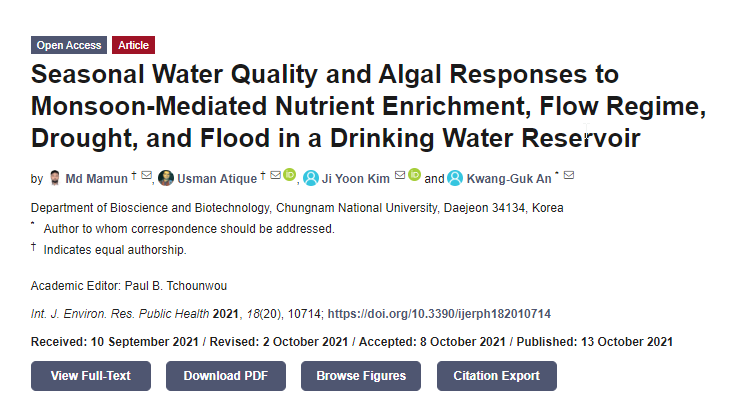 Open Access Article
Seasonal Water Quality and Algal Responses to
Monsoon-Mediated Nutrient Enrichment, Flow Regime,
Drought, and Flood in a Drinking Water Reservoir
by Md Mamun †, Usman Atique † iD, Ji Yoon Kim iD and Kwang-Guk An *
Department of Bioscience and Biotechnology, Chungnam National University, Daejeon 34134, Korea
* Author to whom correspondence should be addressed.
† Indicates equal authorship.
Academic Editor: Paul B. Tchounwou
Int. J. Environ. Res. Public Health 2021, 18(20), 10714; https://doi.org/10.3390/ijerph182010714
Received: 10 September 2021 / Revised: 2 October 2021 / Accepted: 8 October 2021 / Published: 13 October 2021
View Full-Text Download PDF Browse Figures Citation Export